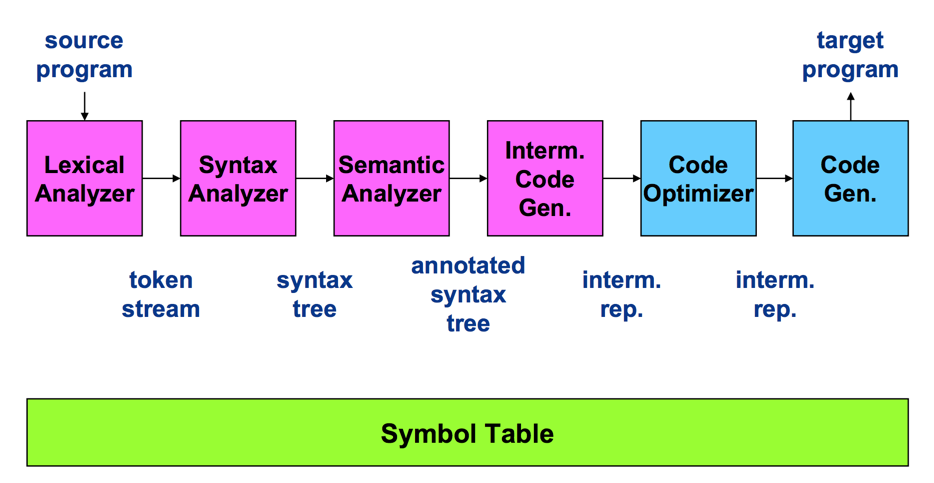 source
program
target
program
Lexical
Analyzer
Syntax
Analyzer
Semantic
Analyzer
Interm.
Code
Gen.
Code
Optimizer
Code
Gen.
token
stream
syntax
tree
annotated
syntax
tree
interm.
rep.
interm.
rep.
Symbol Table